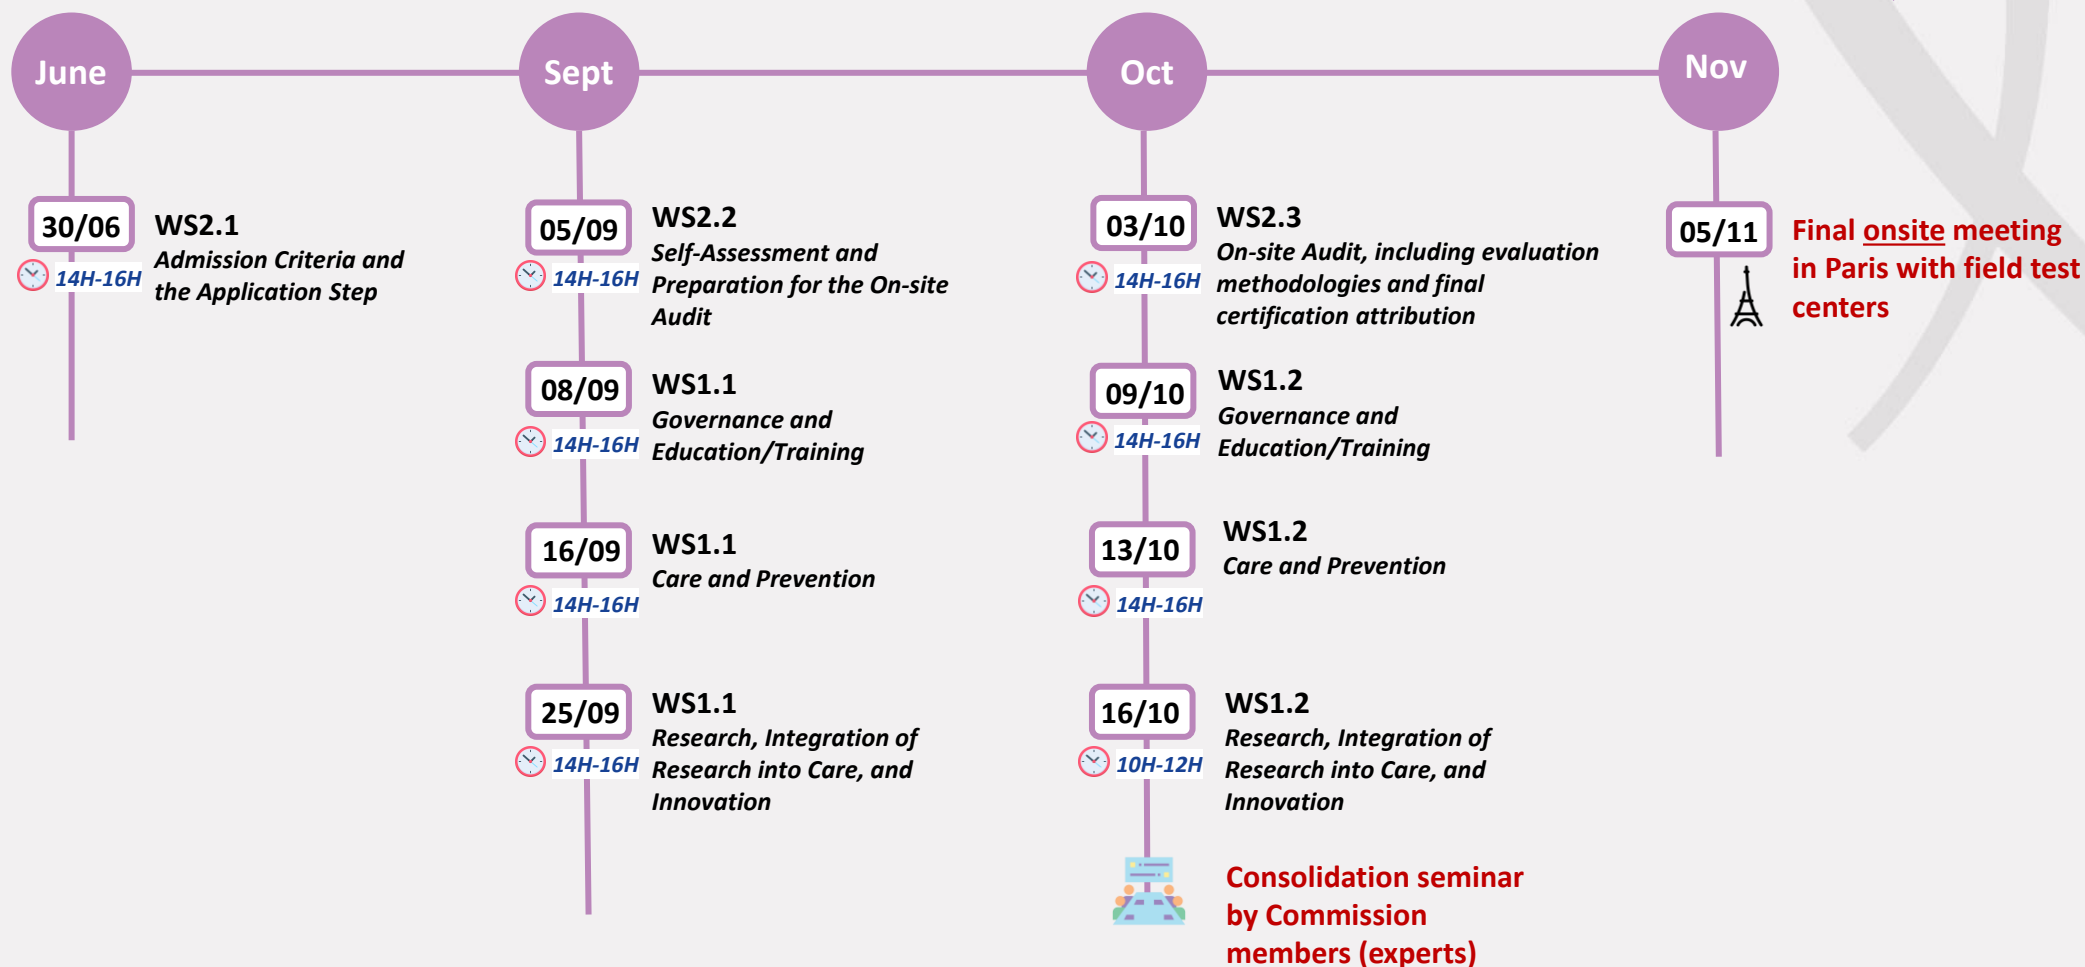 June
Sept
Oct
Nov
30/06
14H-16H
WS2.1
Admission Criteria and
the Application Step
05/09
14H-16H
WS2.2
Self-Assessment and
Preparation for the On-site
Audit
08/09
14H-16H
WS1.1
Governance and
Education/Training
16/09
14H-16H
WS1.1
Care and Prevention
25/09
14H-16H
WS1.1
Research, Integration of
Research into Care, and
Innovation
03/10
14H-16H
WS2.3
On-site Audit, including evaluation
methodologies and final
certification attribution
09/10
14H-16H
WS1.2
Governance and
Education/Training
13/10
14H-16H
WS1.2
Care and Prevention
16/10
10H-12H
WS1.2
Research, Integration of
Research into Care, and
Innovation
Consolidation seminar
by Commission
members (experts)
05/11
Final onsite meeting
in Paris with field test
centers